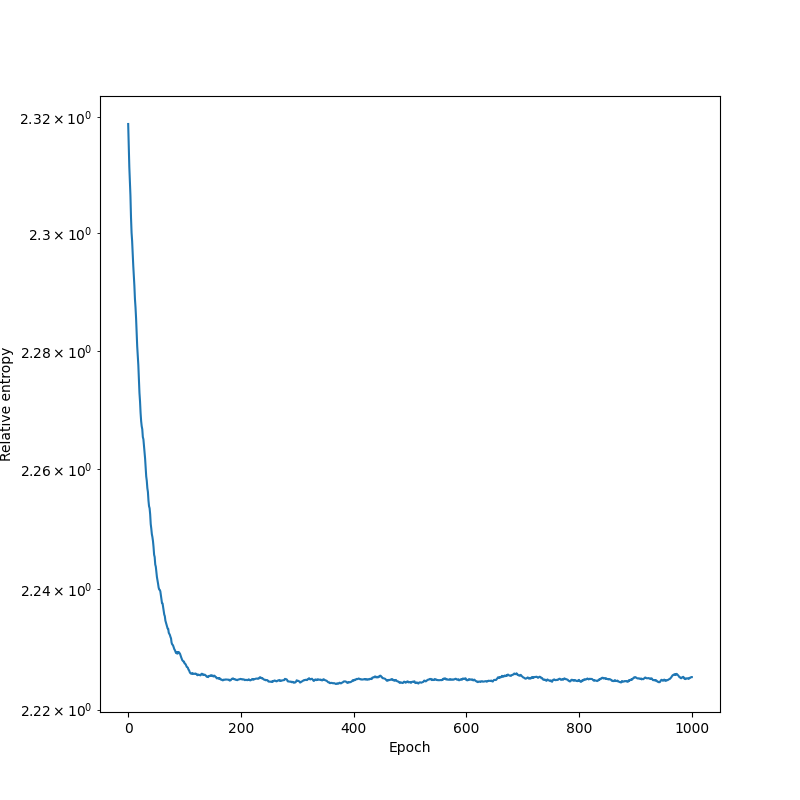 2.32 × 10⁰
2.3 × 10⁰
2.28 × 10⁰
2.26 × 10⁰
2.24 × 10⁰
2.22 × 10⁰
Relative entropy
0 200 400 600 800 1000
Epoch